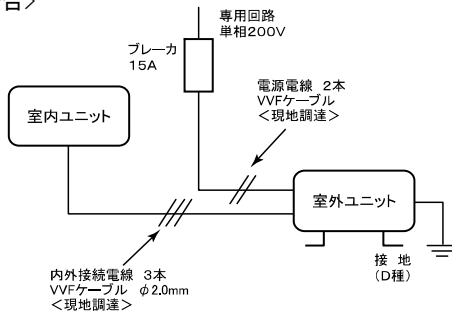 合＞
専用回路
単相200V
ブレーカ
15A
電源電線 2本
VVFケーブル
＜現地調達＞
室内ユニット
室外ユニット
接 地
（D種）
内外接続電線 3本
VVFケーブル φ2.0mm
＜現地調達＞